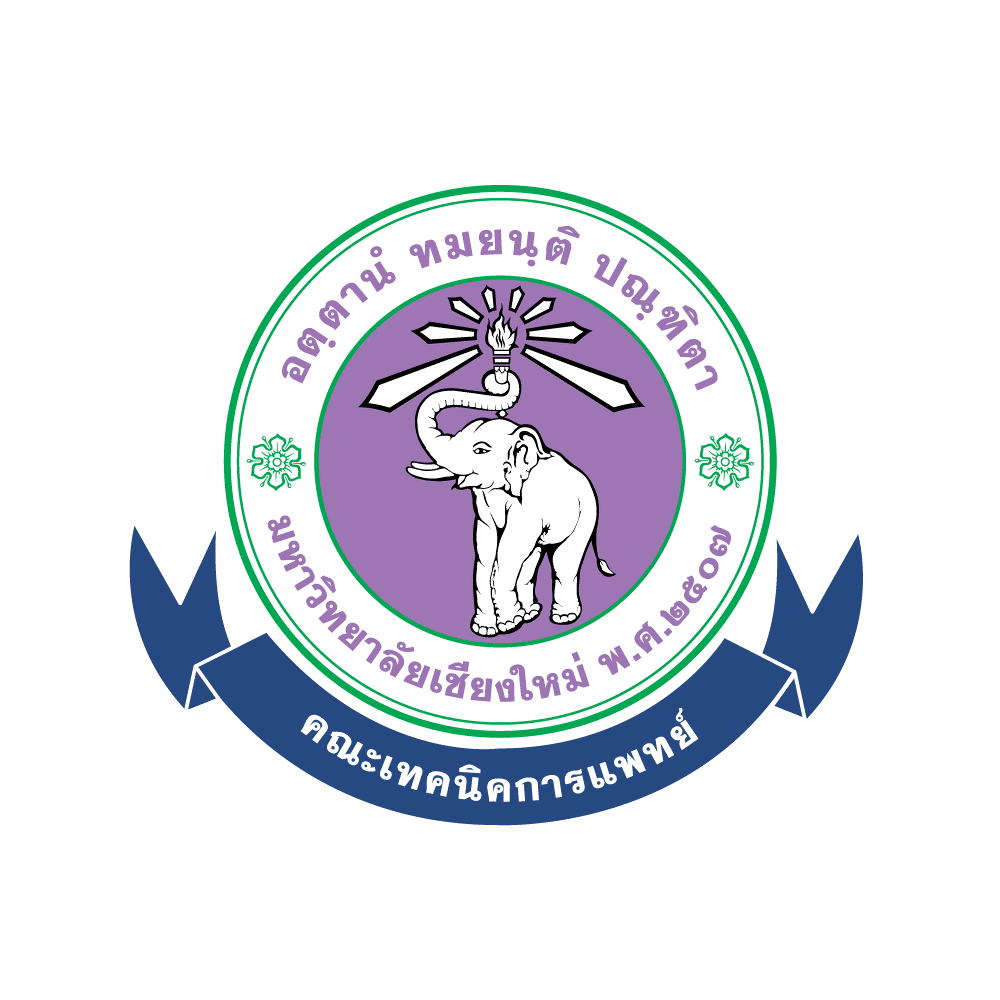 อตฺตานํ ทมยนฺติ ปณฺฑิตา
มหาวิทยาลัยเชียงใหม่ พ.ศ.๒๕๐๗
คณะเทคนิคการแพทย์